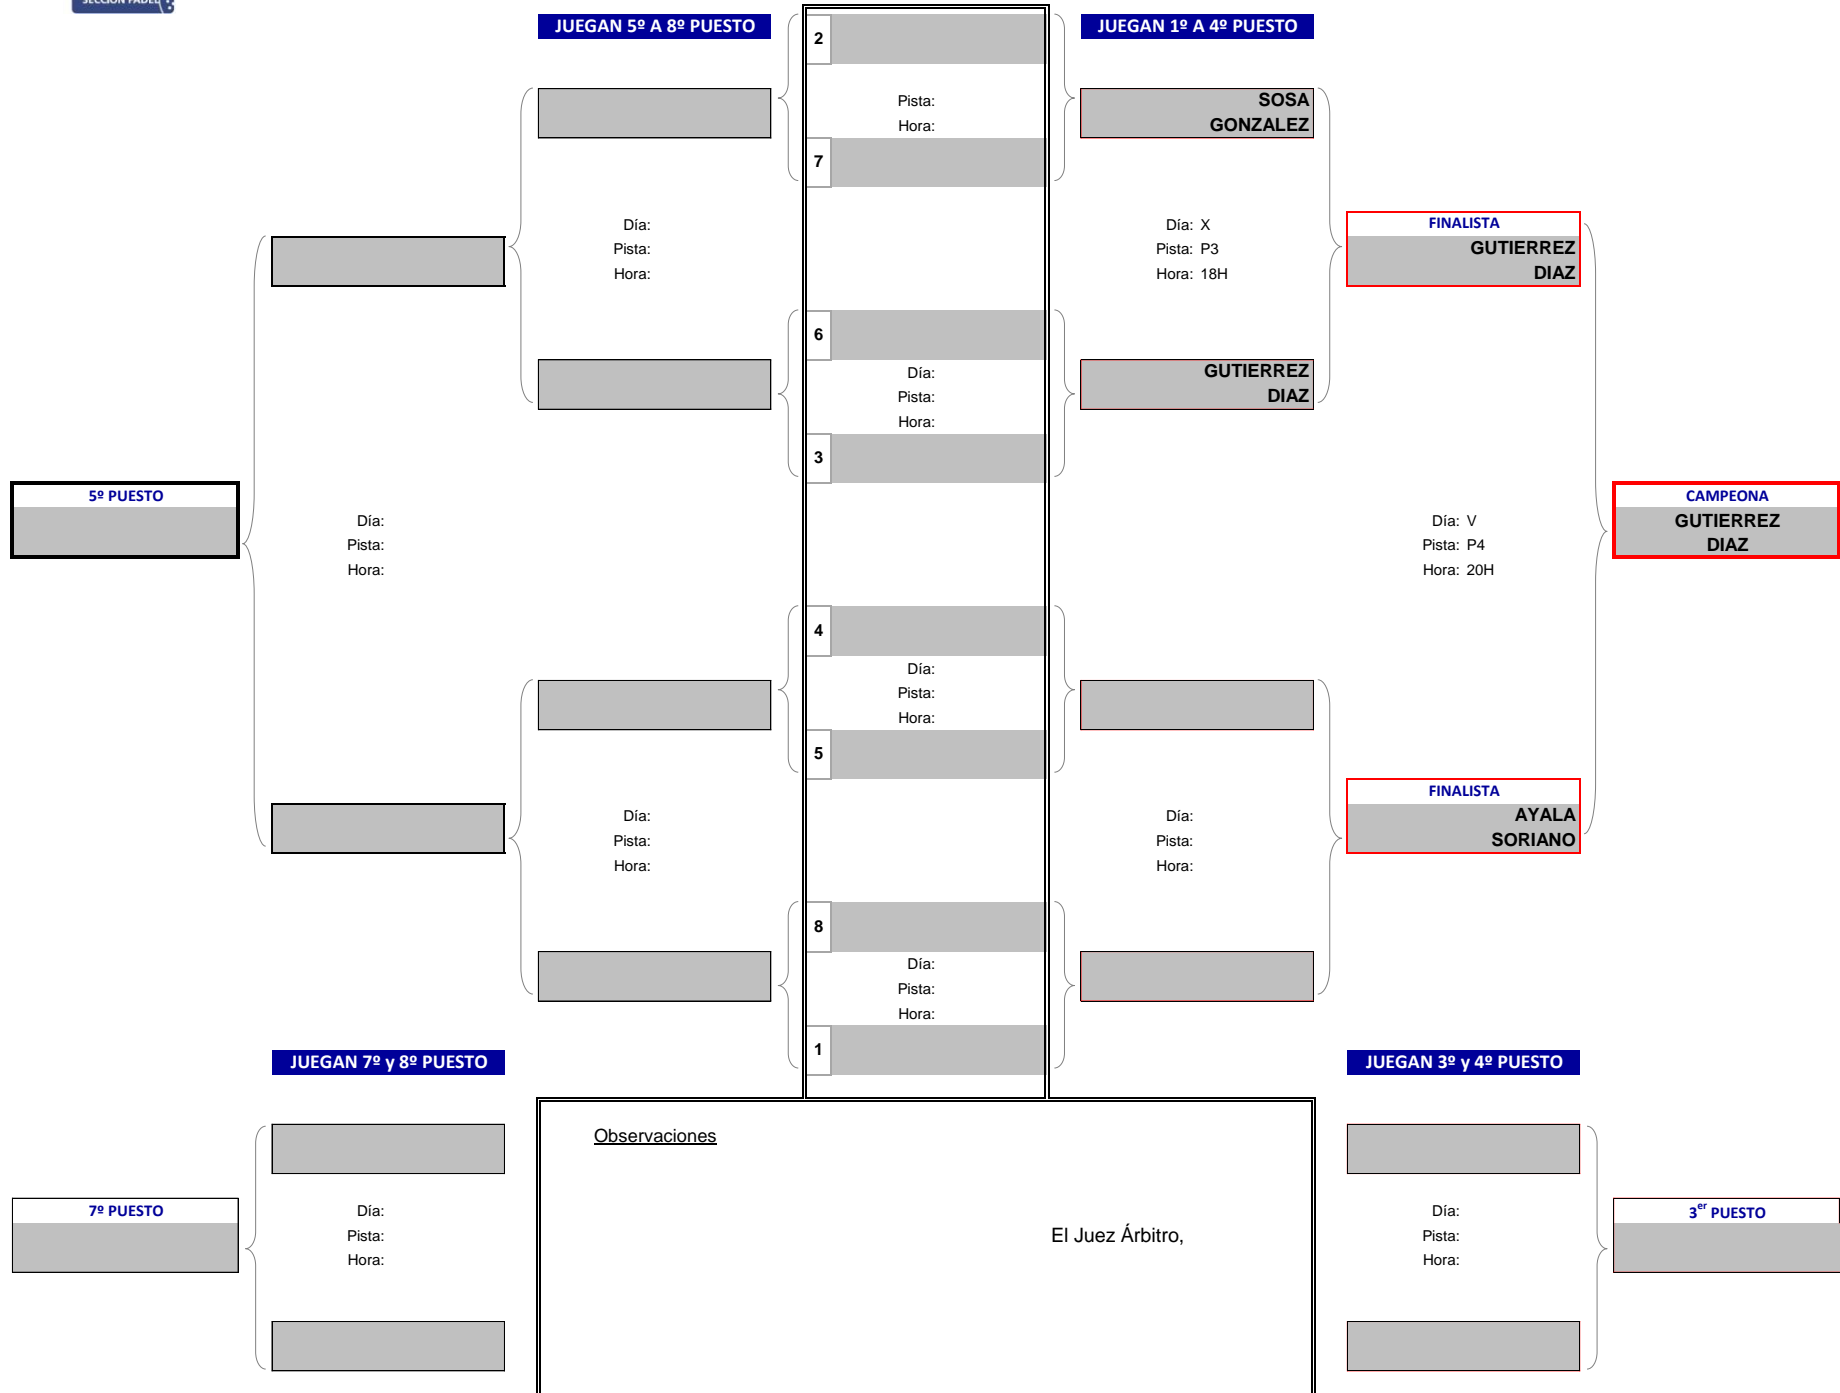 SECCIÓN PADEL
JUEGAN 5º A 8º PUESTO
2
JUEGAN 1º A 4º PUESTO
Pista:
Hora:
SOSA
GONZALEZ
7
Día:
Pista:
Hora:
Día: X
Pista: P3
Hora: 18H
FINALISTA
GUTIERREZ
DIAZ
6
Día:
Pista:
Hora:
GUTIERREZ
DIAZ
3
5º PUESTO
Día:
Pista:
Hora:
Día: V
Pista: P4
Hora: 20H
CAMPEONA
GUTIERREZ
DIAZ
4
Día:
Pista:
Hora:
5
FINALISTA
AYALA
SORIANO
Día:
Pista:
Hora:
Día:
Pista:
Hora:
8
Día:
Pista:
Hora:
1
JUEGAN 7º y 8º PUESTO
JUEGAN 3º y 4º PUESTO
Observaciones
7º PUESTO
Día:
Pista:
Hora:
El Juez Árbitro,
Día:
Pista:
Hora:
3er PUESTO